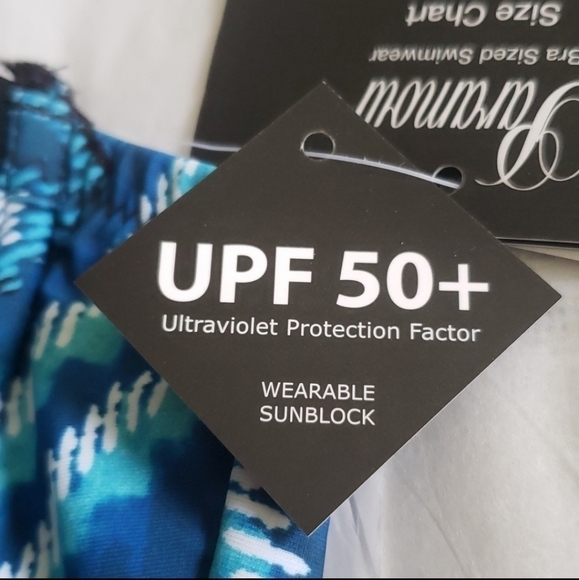 UPF 50+
Ultraviolet Protection Factor
WEARABLE
SUNBLOCK
Bra Sized Swimwear
Size Chart